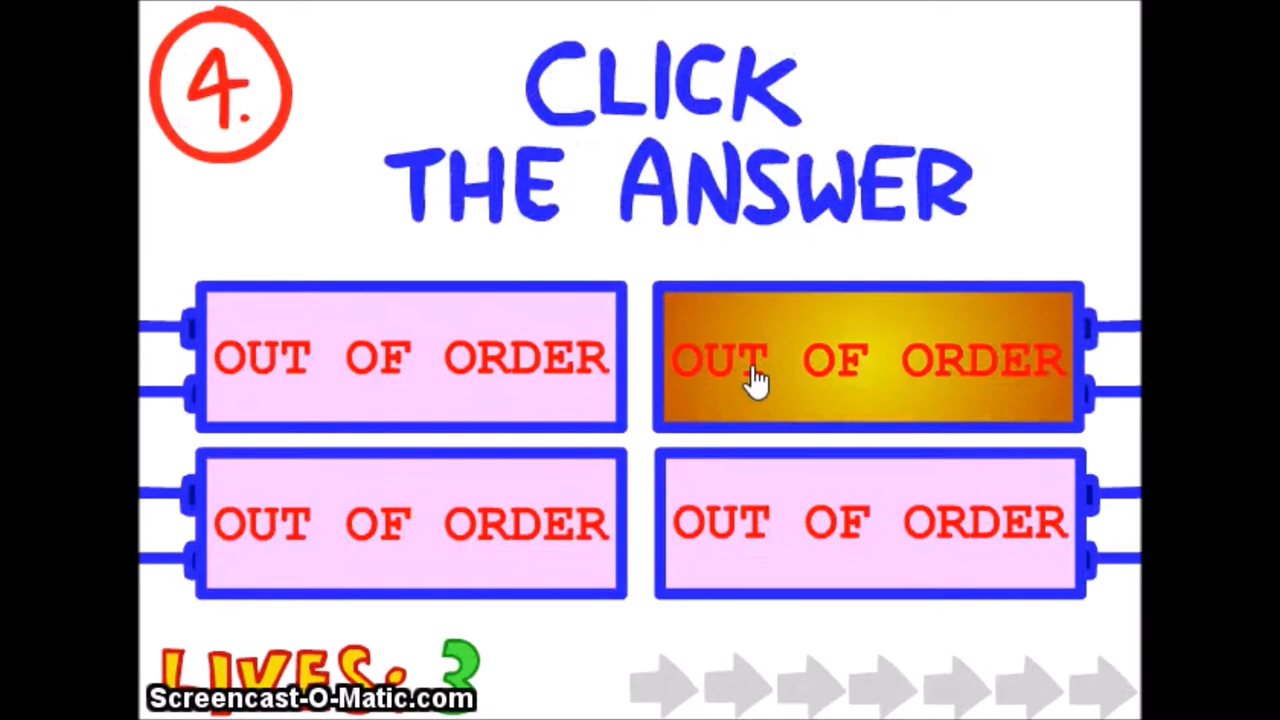 4.
CLICK
THE ANSWER
OUT OF ORDER
OUT OF ORDER
OUT OF ORDER
OUT OF ORDER
LIVES: 3
Screencast-O-Matic.com